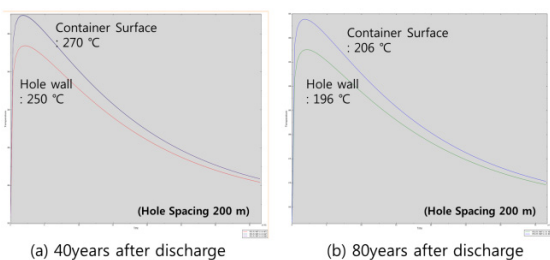 Container Surface
: 270 ℃
Hole wall
: 250 ℃
(Hole Spacing 200 m)
(a) 40years after discharge
Container Surface
: 206 ℃
Hole wall
: 196 ℃
(Hole Spacing 200 m)
(b) 80years after discharge